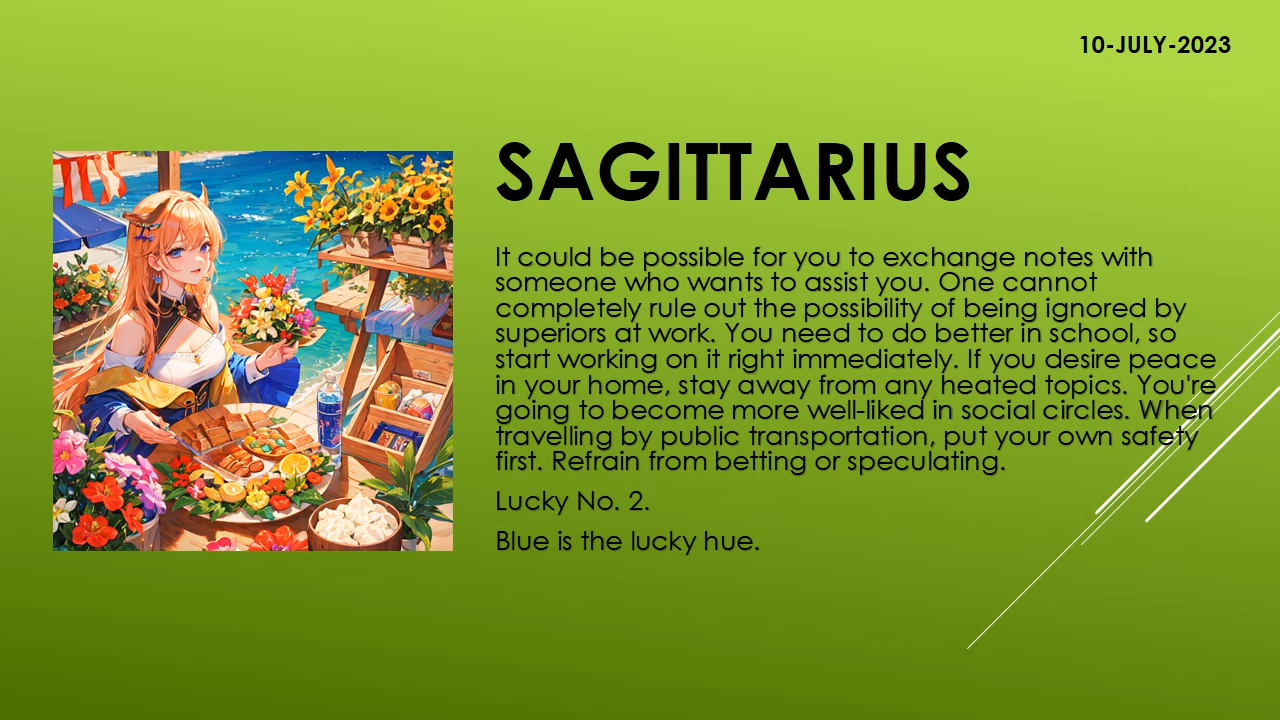 10-JULY-2023
SAGITTARIUS
It could be possible for you to exchange notes with
someone who wants to assist you. One cannot
completely rule out the possibility of being ignored by
superiors at work. You need to do better in school, so
start working on it right immediately. If you desire peace
in your home, stay away from any heated topics. You're
going to become more well-liked in social circles. When
travelling by public transportation, put your own safety
first. Refrain from betting or speculating.
Lucky No. 2.
Blue is the lucky hue.